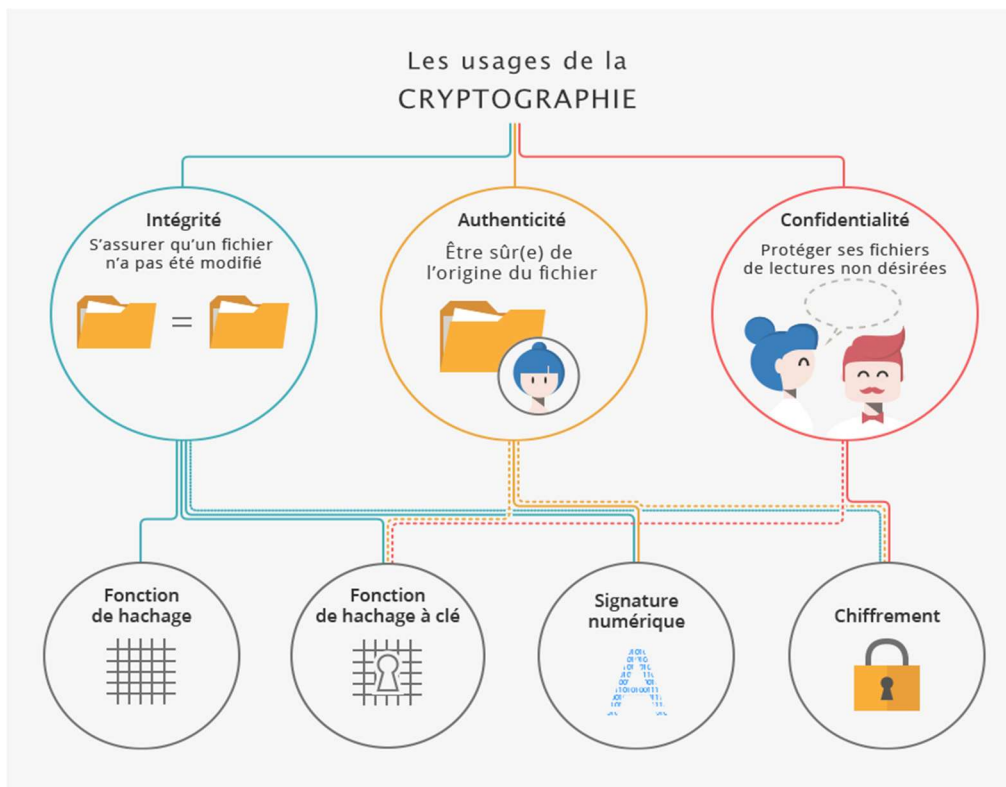 Les usages de la
CRYPTOGRAPHIE
Intégrité
S'assurer qu'un fichier
n'a pas été modifié
=
Authenticité
Être sûr(e) de
l'origine du fichier
Confidentialité
Protéger ses fichiers
de lectures non désirées
Fonction
de hachage
Fonction
de hachage à clé
Signature
numérique
Chiffrement